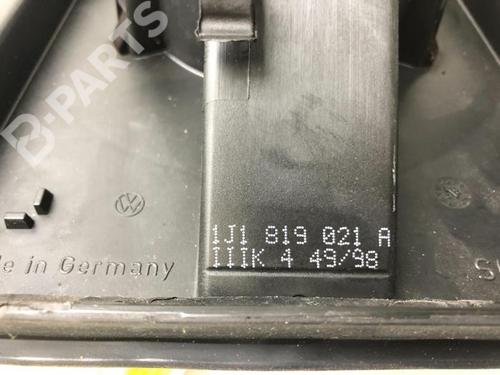 B-PARTS
1J1 819 021 A
IIIK 4 49/98
e in Germany